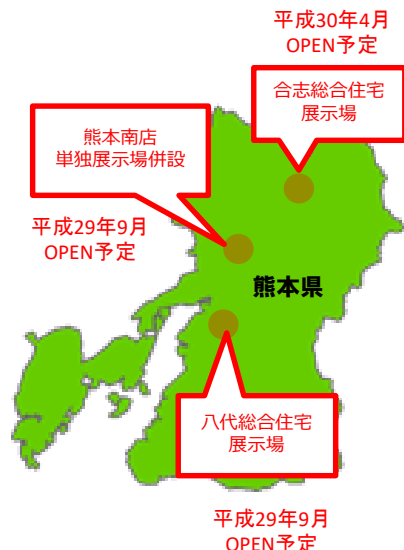 平成30年4月
OPEN予定
合志総合住宅
展示場
熊本南店
単独展示場併設
平成29年9月
OPEN予定
熊本県
八代総合住宅
展示場
平成29年9月
OPEN予定